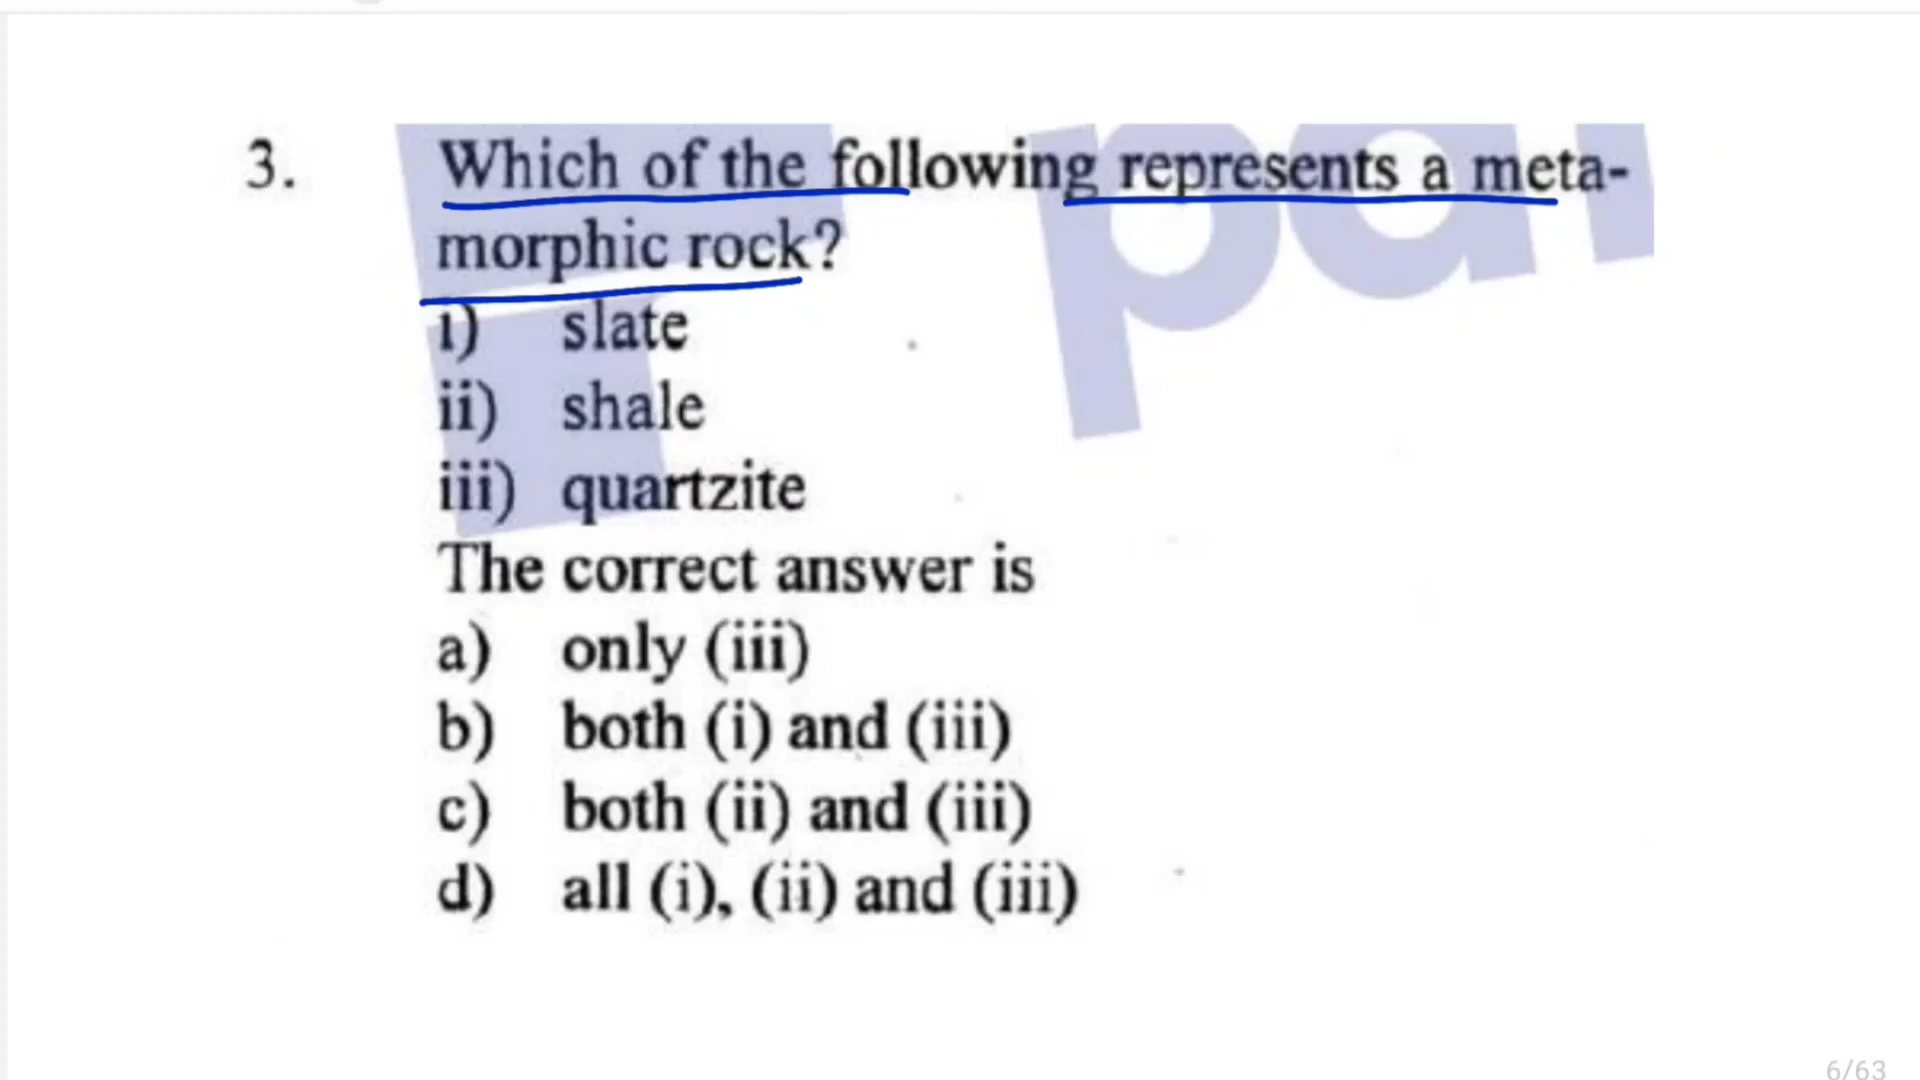 3. Which of the following represents a meta-
morphic rock?
i) slate
ii) shale
iii) quartzite
The correct answer is
a) only (iii)
b) both (i) and (iii)
c) both (ii) and (iii)
d) all (i), (ii) and (iii)
6/63